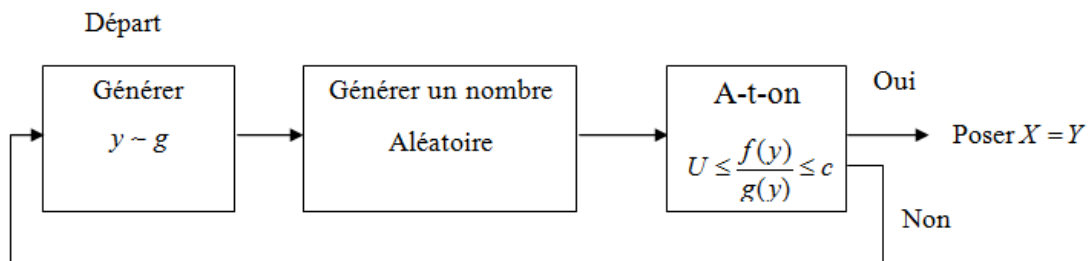 Départ
Générer
y ~ g
Générer un nombre
Aléatoire
A-t-on
U ≤ f(y)/g(y) ≤ c
Oui
Poser X = Y
Non